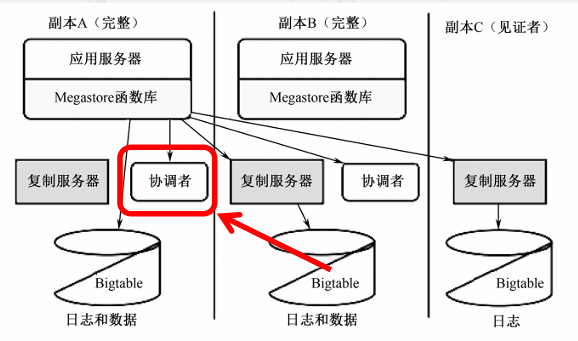 副本A（完整）
应用服务器
Megastore函数库
复制服务器
协调者
Bigtable
日志和数据
副本B（完整）
应用服务器
Megastore函数库
复制服务器
协调者
Bigtable
日志和数据
副本C（见证者）
复制服务器
Bigtable
日志